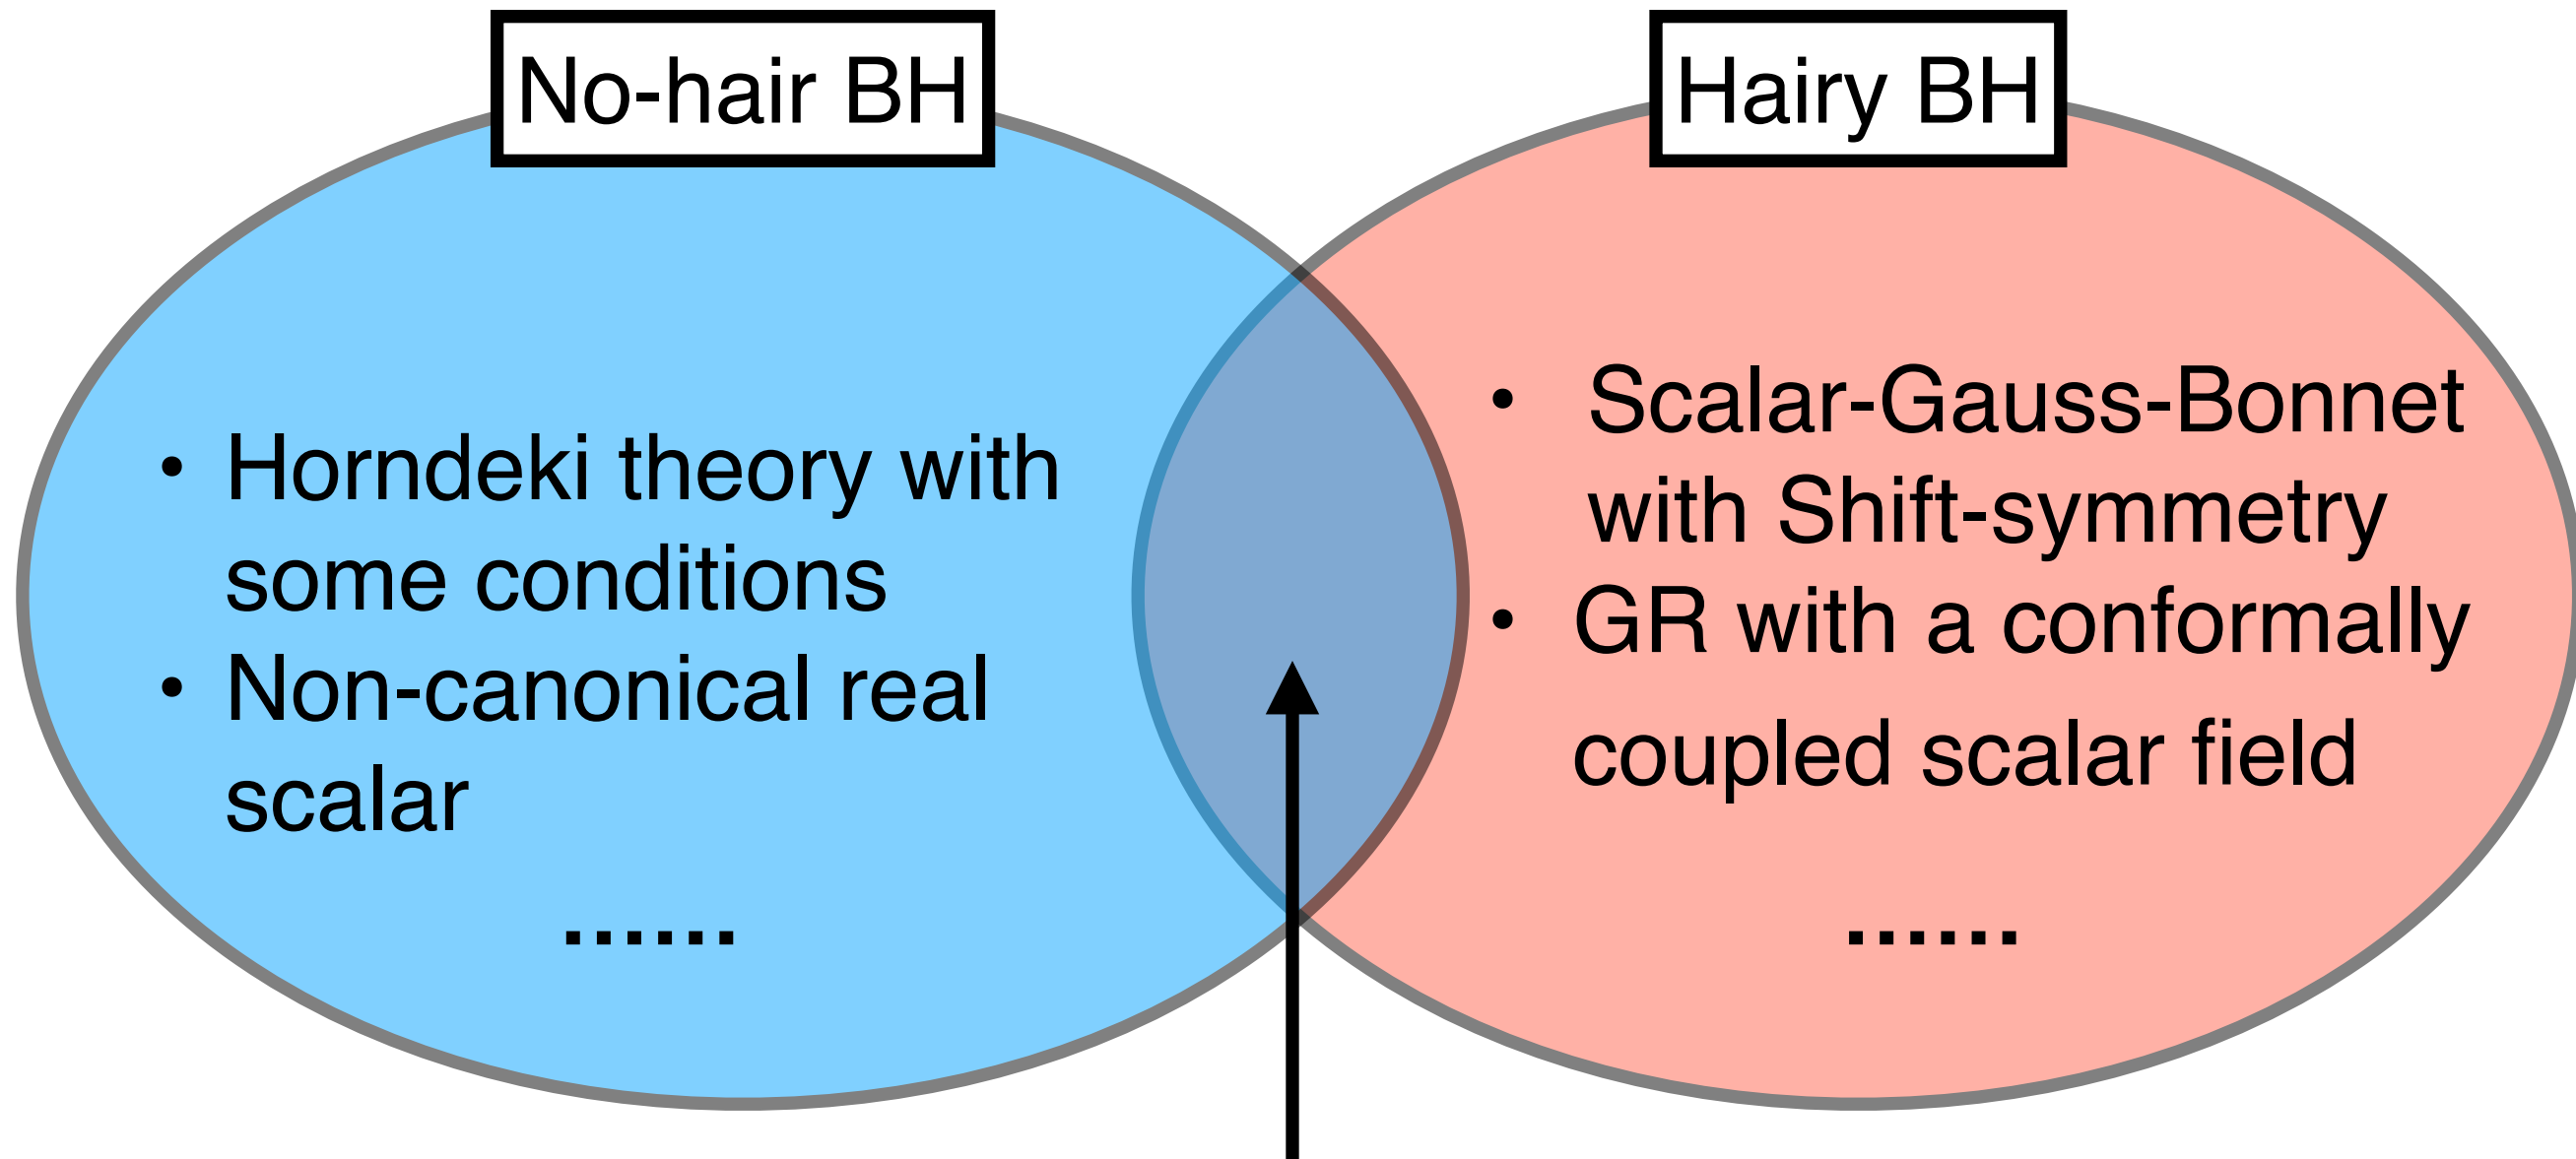 No-hair BH
• Horndeki theory with
some conditions
• Non-canonical real
scalar
......
Hairy BH
• Scalar-Gauss-Bonnet
with Shift-symmetry
• GR with a conformally
coupled scalar field
......